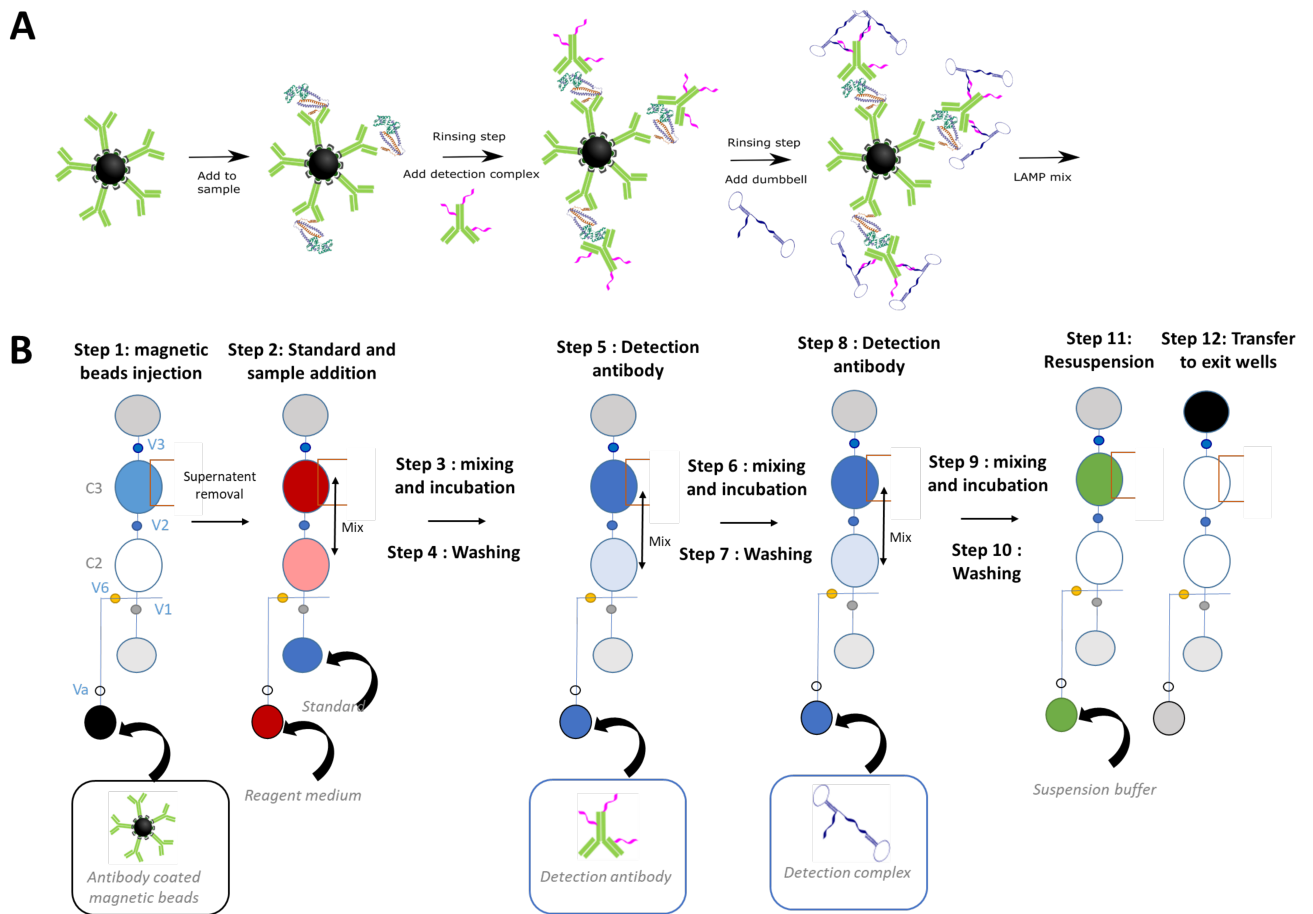 A
Add to
sample
Rinsing step
Add detection complex
Rinsing step
Add dumbbell
LAMP mix
B
Step 1: magnetic
beads injection
Step 2: Standard and
sample addition
Step 5 : Detection
antibody
Step 8 : Detection
antibody
Step 11:
Resuspension
Step 12: Transfer
to exit wells
V3
C3
V2
C2
V6
V1
Va
Supernatent
removal
Mix
Step 3 : mixing
and incubation
Step 4 : Washing
Mix
Step 6 : mixing
and incubation
Step 7 : Washing
Mix
Step 9 : mixing
and incubation
Step 10 :
Washing
Standard
Reagent medium
Suspension buffer
Antibody coated
magnetic beads
Detection antibody
Detection complex